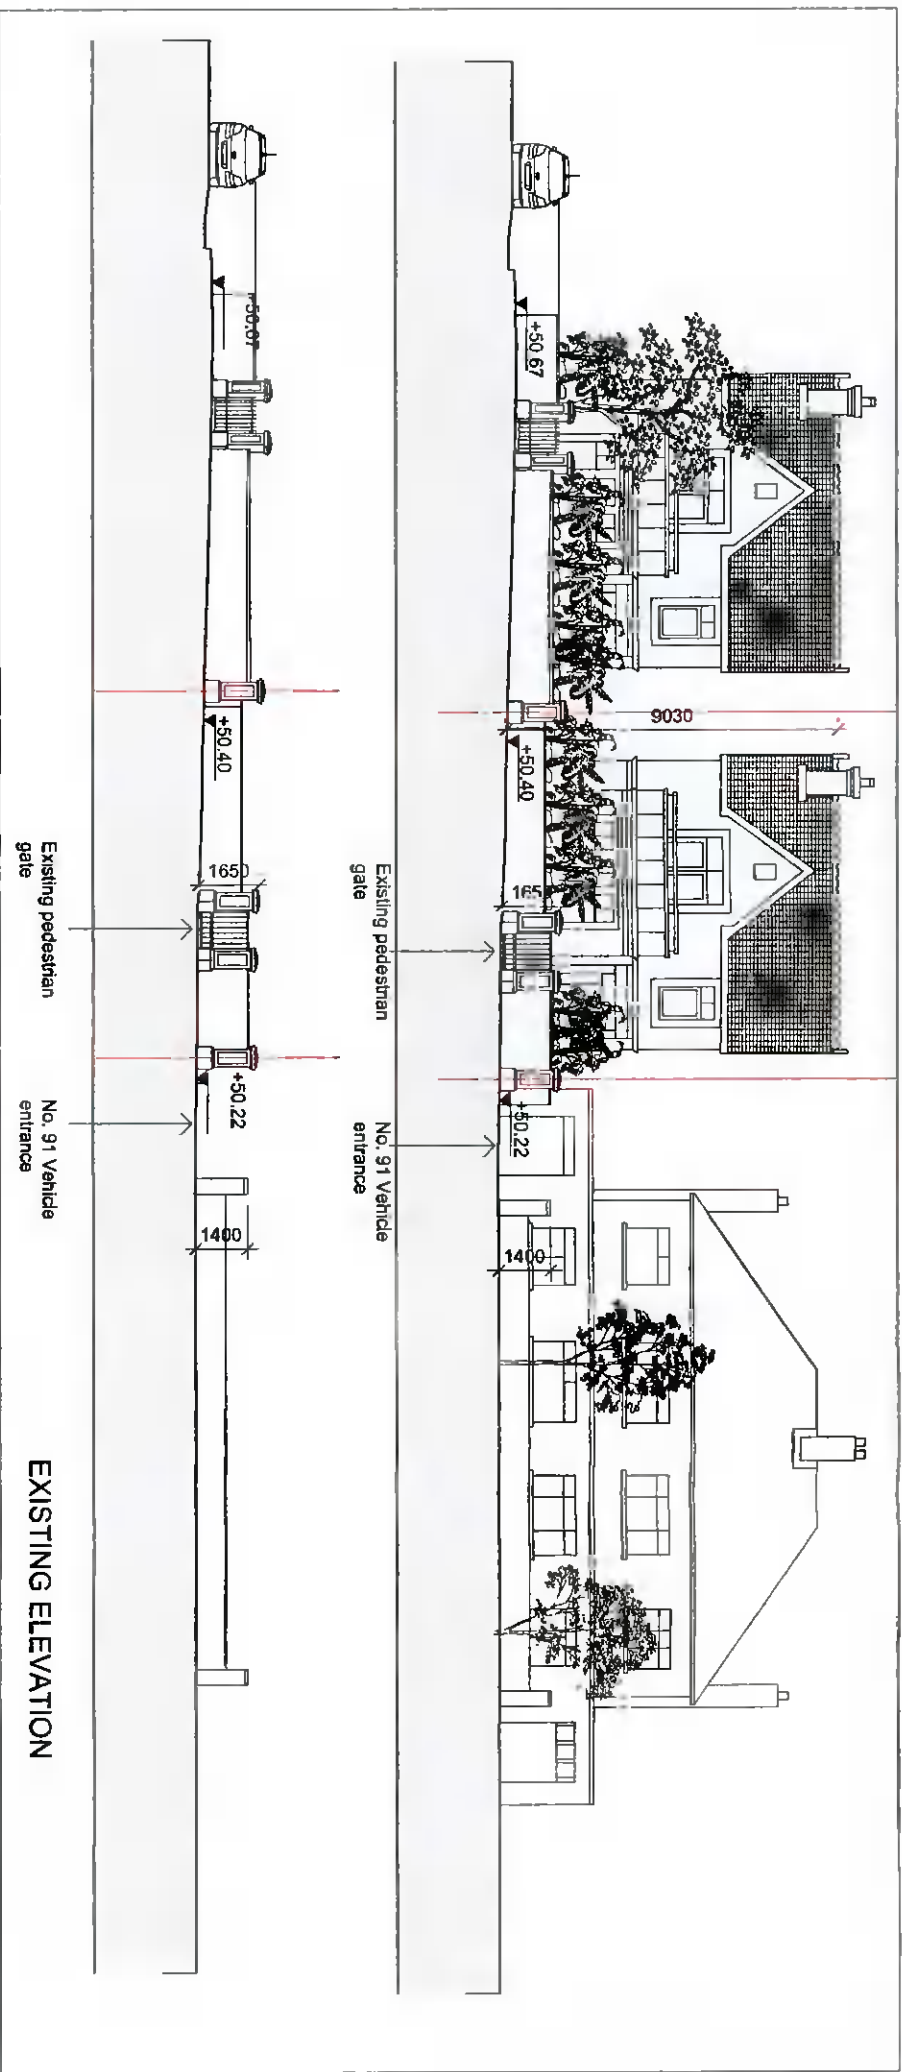 +50.67
9030
+50.40
165
+50.22
1400
Existing pedestrian
gate
No. 91 Vehicle
entrance
+50.67
+50.40
1650
+50.22
1400
Existing pedestrian
gate
No. 91 Vehicle
entrance
EXISTING ELEVATION